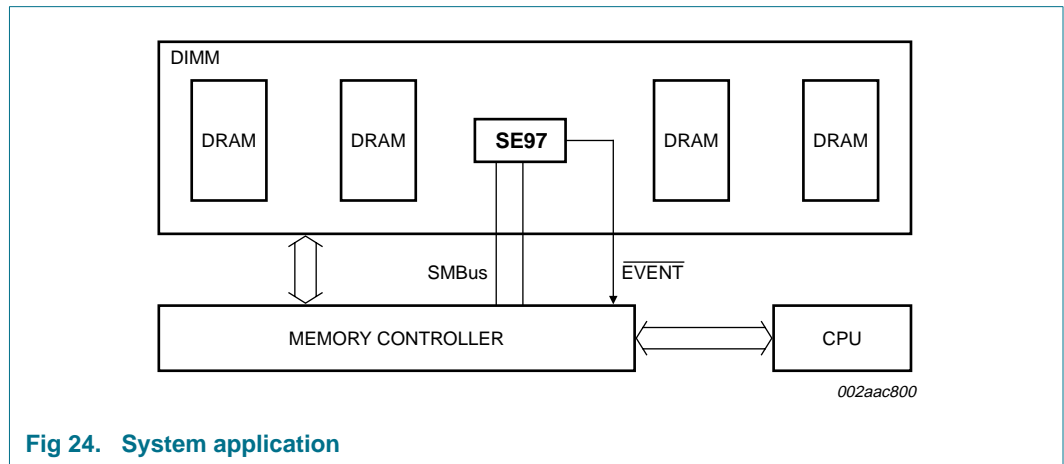 DIMM
DRAM
DRAM
SE97
DRAM
DRAM
SMBus
EVENT
MEMORY CONTROLLER
CPU
002aac800
Fig 24. System application